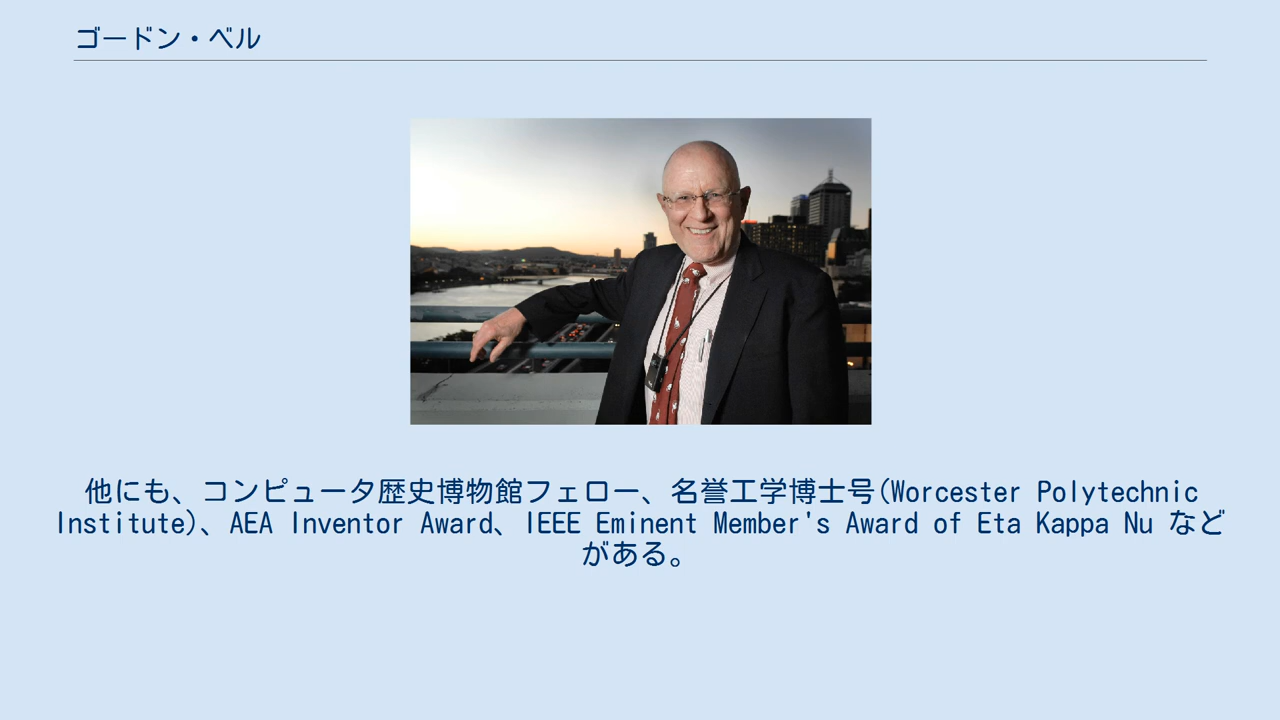 ゴードン・ベル
他にも、コンピュータ歴史博物館フェロー、名誉工学博士号(Worcester Polytechnic
Institute)、AEA Inventor Award、IEEE Eminent Member's Award of Eta Kappa Nu など
がある。